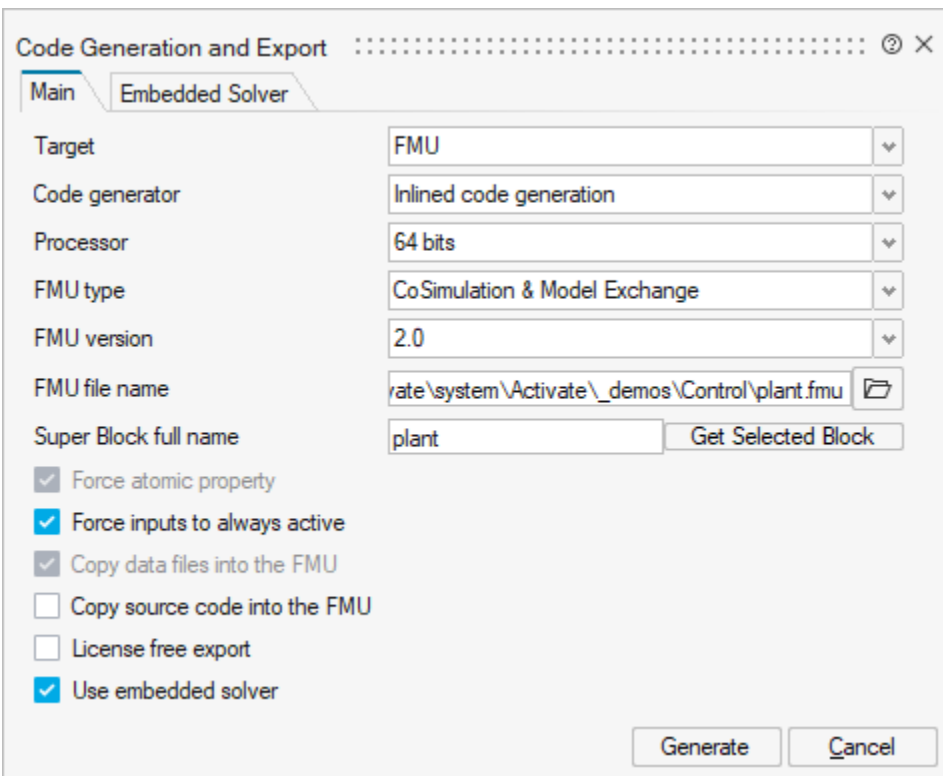 Code Generation and Export
Main Embedded Solver
Target FMU
Code generator Inlined code generation
Processor 64 bits
FMU type CoSimulation & Model Exchange
FMU version 2.0
FMU file name vate\system\Activate\_demos\Control\plant.fmu
Super Block full name plant Get Selected Block
Force atomic property
Force inputs to always active
Copy data files into the FMU
Copy source code into the FMU
License free export
Use embedded solver
Generate Cancel